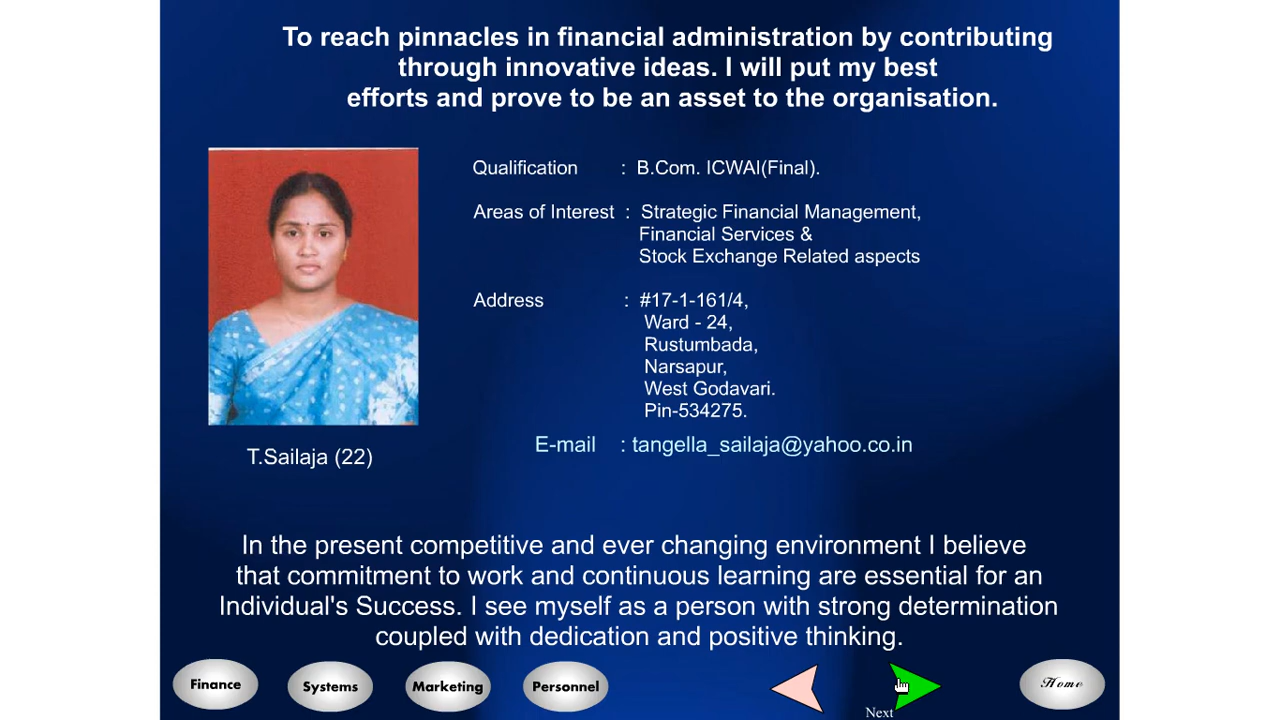 To reach pinnacles in financial administration by contributing
through innovative ideas. I will put my best
efforts and prove to be an asset to the organisation.
Qualification : B.Com. ICWAI(Final).
Areas of Interest : Strategic Financial Management,
Financial Services &
Stock Exchange Related aspects
Address : #17-1-161/4,
Ward - 24,
Rustumbada,
Narsapur,
West Godavari.
Pin-534275.
E-mail : tangella_sailaja@yahoo.co.in
T.Sailaja (22)
In the present competitive and ever changing environment I believe
that commitment to work and continuous learning are essential for an
Individual's Success. I see myself as a person with strong determination
coupled with dedication and positive thinking.
Finance Systems Marketing Personnel Home
Next